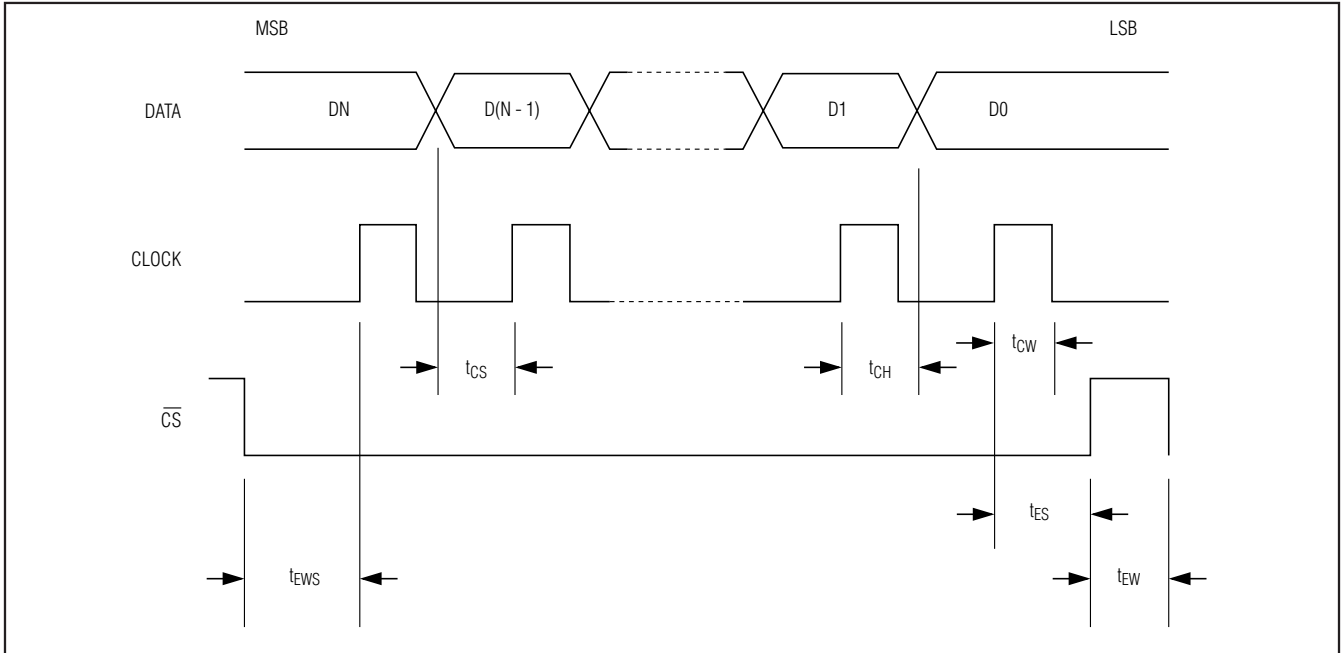 MSB LSB
DATA DN D(N - 1) D1 D0
CLOCK
tCS tCH tCW
CS
tES
tEWS tEW